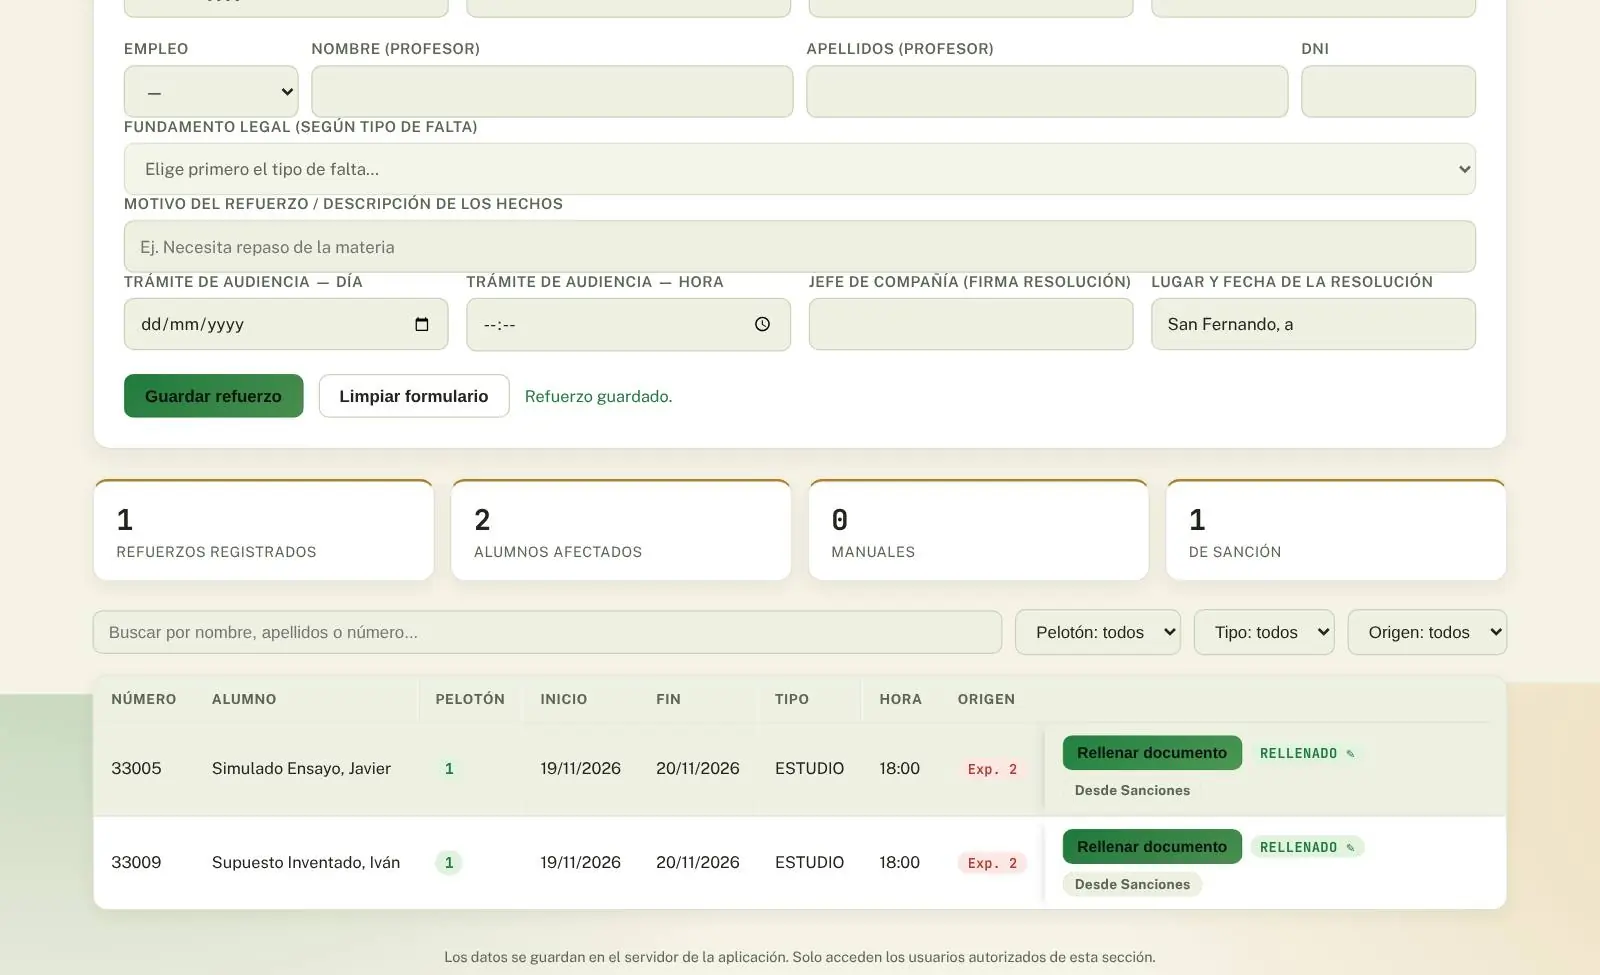 EMPLEO NOMBRE (PROFESOR) APELLIDOS (PROFESOR) DNI
—
FUNDAMENTO LEGAL (SEGÚN TIPO DE FALTA)
Elige primero el tipo de falta...
MOTIVO DEL REFUERZO / DESCRIPCIÓN DE LOS HECHOS
Ej. Necesita repaso de la materia
TRÁMITE DE AUDIENCIA — DÍA TRÁMITE DE AUDIENCIA — HORA JEFE DE COMPAÑÍA (FIRMA RESOLUCIÓN) LUGAR Y FECHA DE LA RESOLUCIÓN
dd/mm/yyyy --:-- San Fernando, a
Guardar refuerzo Limpiar formulario Refuerzo guardado.
1 2 0 1
REFUERZOS REGISTRADOS ALUMNOS AFECTADOS MANUALES DE SANCIÓN
Buscar por nombre, apellidos o número... Pelotón: todos Tipo: todos Origen: todos
NÚMERO ALUMNO PELOTÓN INICIO FIN TIPO HORA ORIGEN
33005 Simulado Ensayo, Javier 1 19/11/2026 20/11/2026 ESTUDIO 18:00 Exp. 2 Rellenar documento RELLENADO ✎
Desde Sanciones
33009 Supuesto Inventado, Iván 1 19/11/2026 20/11/2026 ESTUDIO 18:00 Exp. 2 Rellenar documento RELLENADO ✎
Desde Sanciones
Los datos se guardan en el servidor de la aplicación. Solo acceden los usuarios autorizados de esta sección.